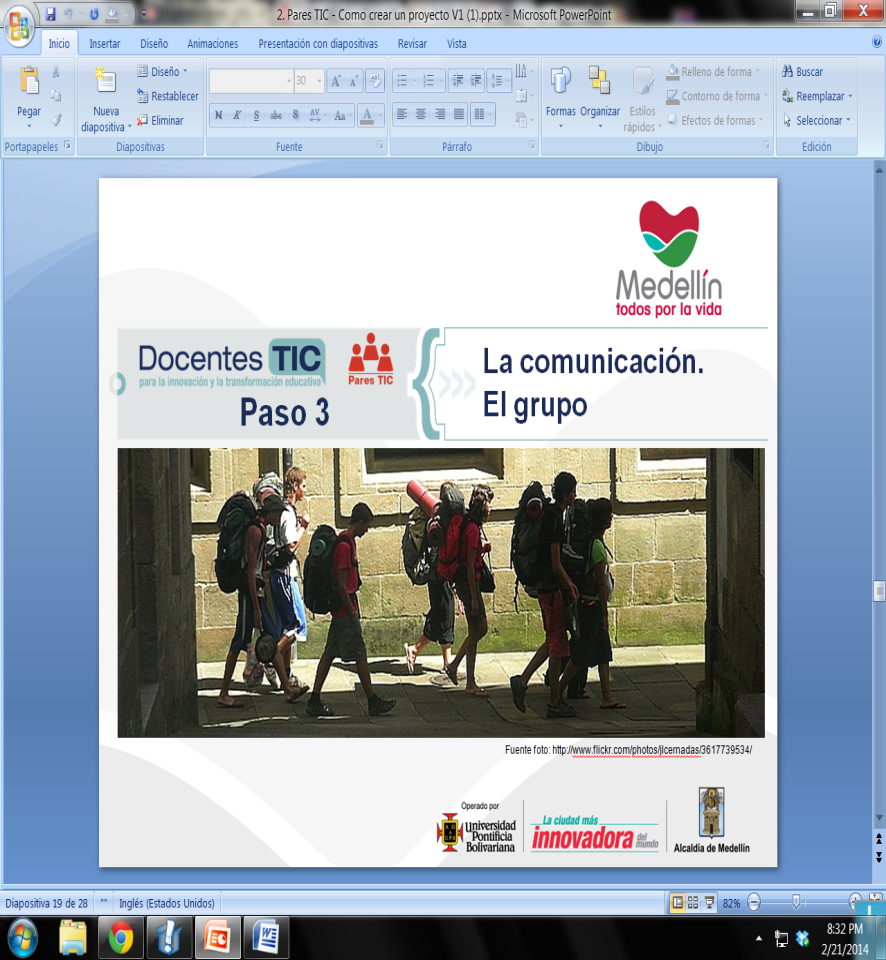 2. Pares TIC - Como crear un proyecto V1 (1).pptx - Microsoft PowerPoint
Inicio Insertar Diseño Animaciones Presentación con diapositivas Revisar Vista
Pegar
Portapapeles
Nueva diapositiva
Diseño
Restablecer
Eliminar
Diapositivas
30
N K S abe S AV Aa A
Fuente
Párrafo
Formas Organizar Estilos rápidos
Relleno de forma
Contorno de forma
Efectos de formas
Dibujo
Buscar
Reemplazar
Seleccionar
Edición
Medellín
todos por la vida
Docentes TIC
para la innovación y la transformación educativa
Pares TIC
Paso 3
La comunicación.
El grupo
Fuente foto: http://www.flickr.com/photos/jlcernadas/3617739534/
Operado por
Universidad
Pontificia
Bolivariana
La ciudad más
innovadora del mundo
Alcaldía de Medellín
Diapositiva 19 de 28 Inglés (Estados Unidos) 82%
8:32 PM
2/21/2014